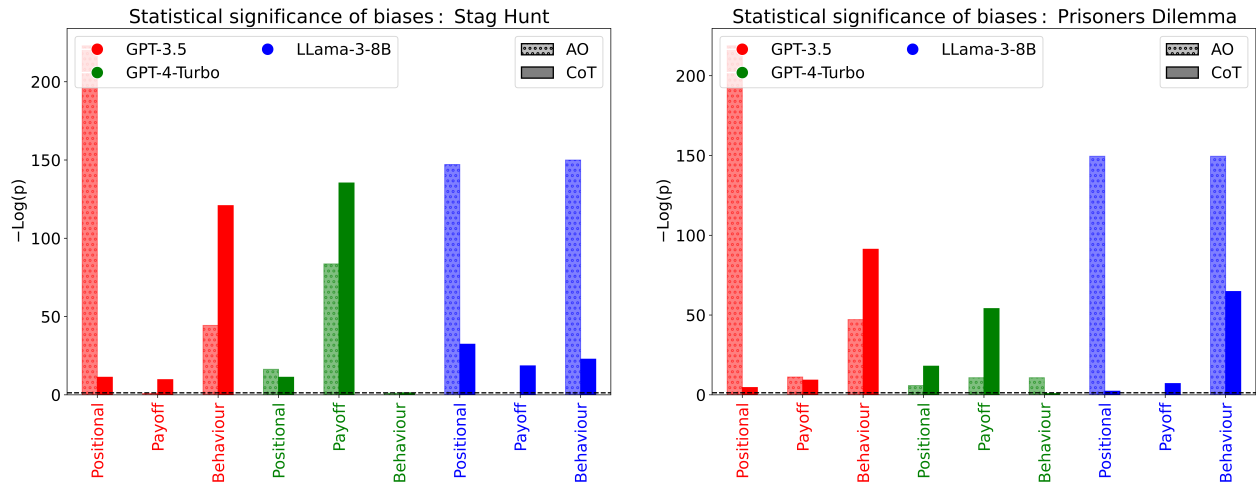 Statistical significance of biases : Stag Hunt
GPT-3.5
GPT-4-Turbo
LLama-3-8B
AO
CoT
−Log(p)
200
150
100
50
0
Positional
Payoff
Behaviour
Positional
Payoff
Behaviour
Positional
Payoff
Behaviour
Statistical significance of biases : Prisoners Dilemma
GPT-3.5
GPT-4-Turbo
LLama-3-8B
AO
CoT
−Log(p)
200
150
100
50
0
Positional
Payoff
Behaviour
Positional
Payoff
Behaviour
Positional
Payoff
Behaviour